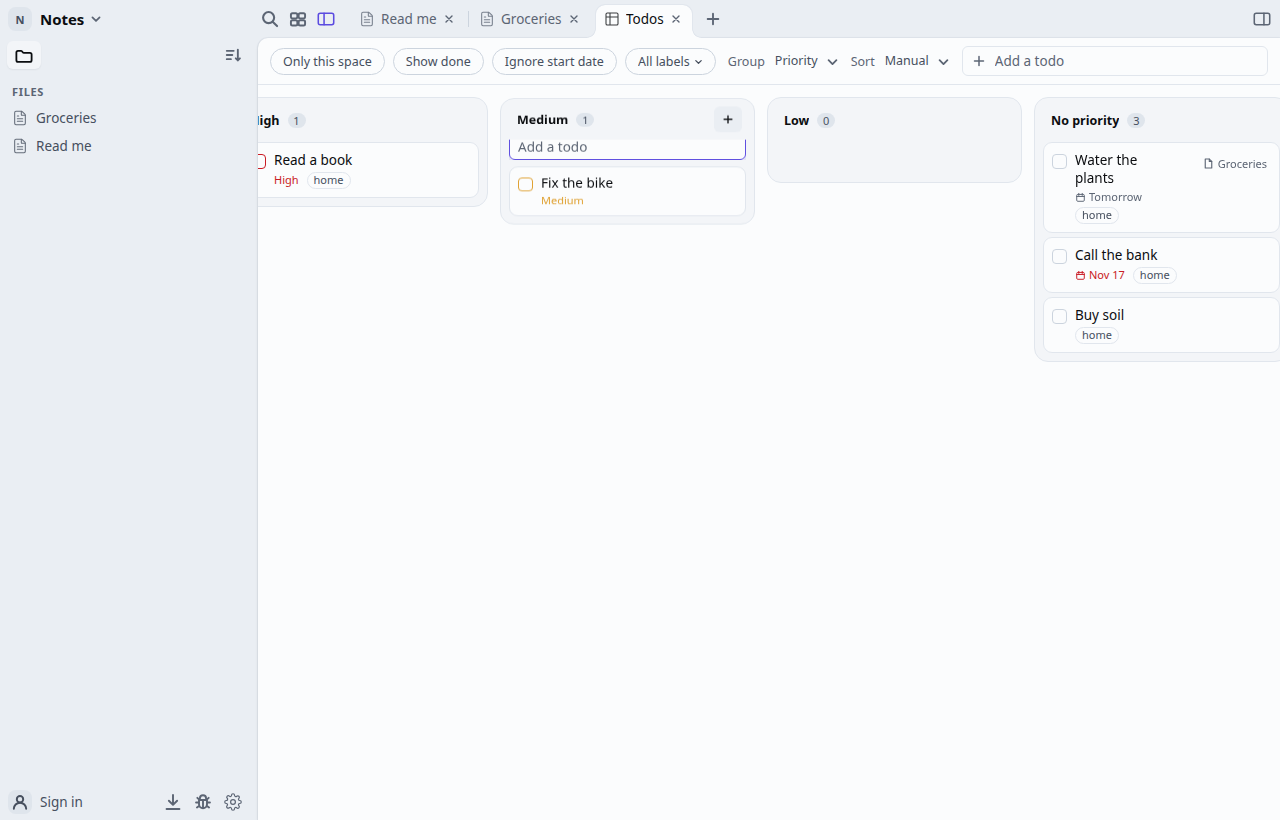 N Notes
Read me
Groceries
Todos
Only this space
Show done
Ignore start date
All labels
Group Priority
Sort Manual
Add a todo
FILES
Groceries
Read me
High 1
Read a book
High home
Medium 1
Add a todo
Fix the bike
Medium
Low 0
No priority 3
Water the
plants
Groceries
Tomorrow
home
Call the bank
Nov 17 home
Buy soil
home
Sign in